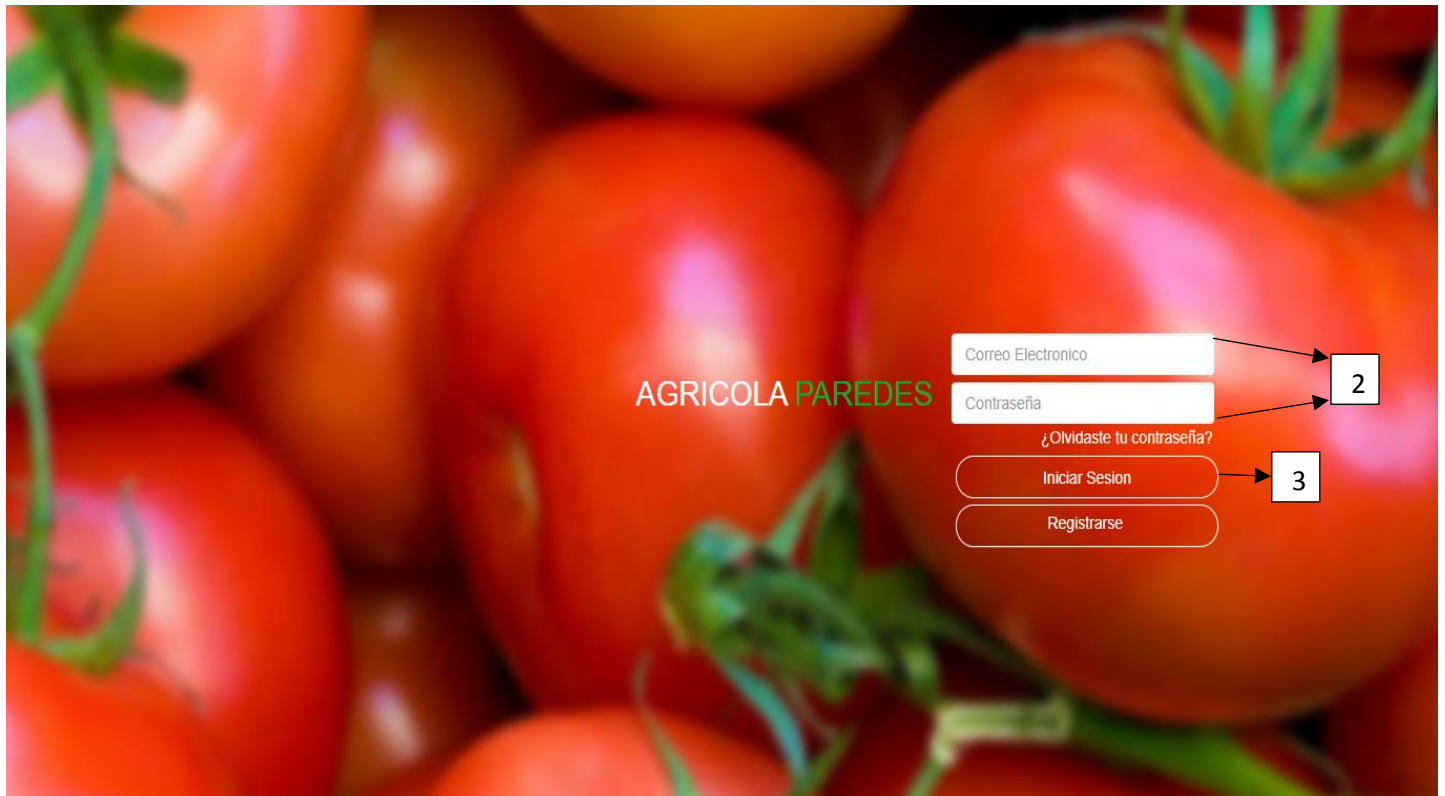 AGRICOLA PAREDES
Correo Electronico
Contraseña
2
¿Olvidaste tu contraseña?
Iniciar Sesion
3
Registrarse